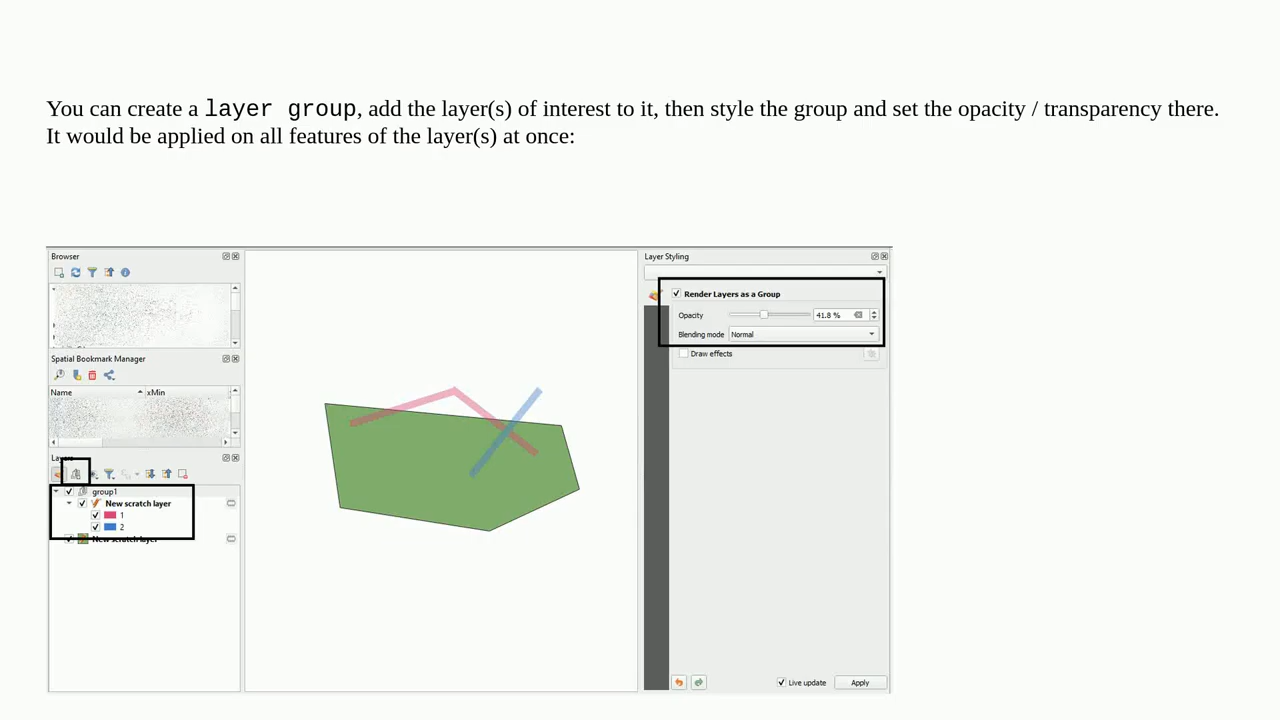 You can create a layer group, add the layer(s) of interest to it, then style the group and set the opacity / transparency there.
It would be applied on all features of the layer(s) at once:
Browser
Layer Styling
Render Layers as a Group
Opacity
41.8 %
Blending mode
Normal
Draw effects
Spatial Bookmark Manager
Name
xMin
Layers
group1
New scratch layer
1
2
New scratch layer
Live update
Apply